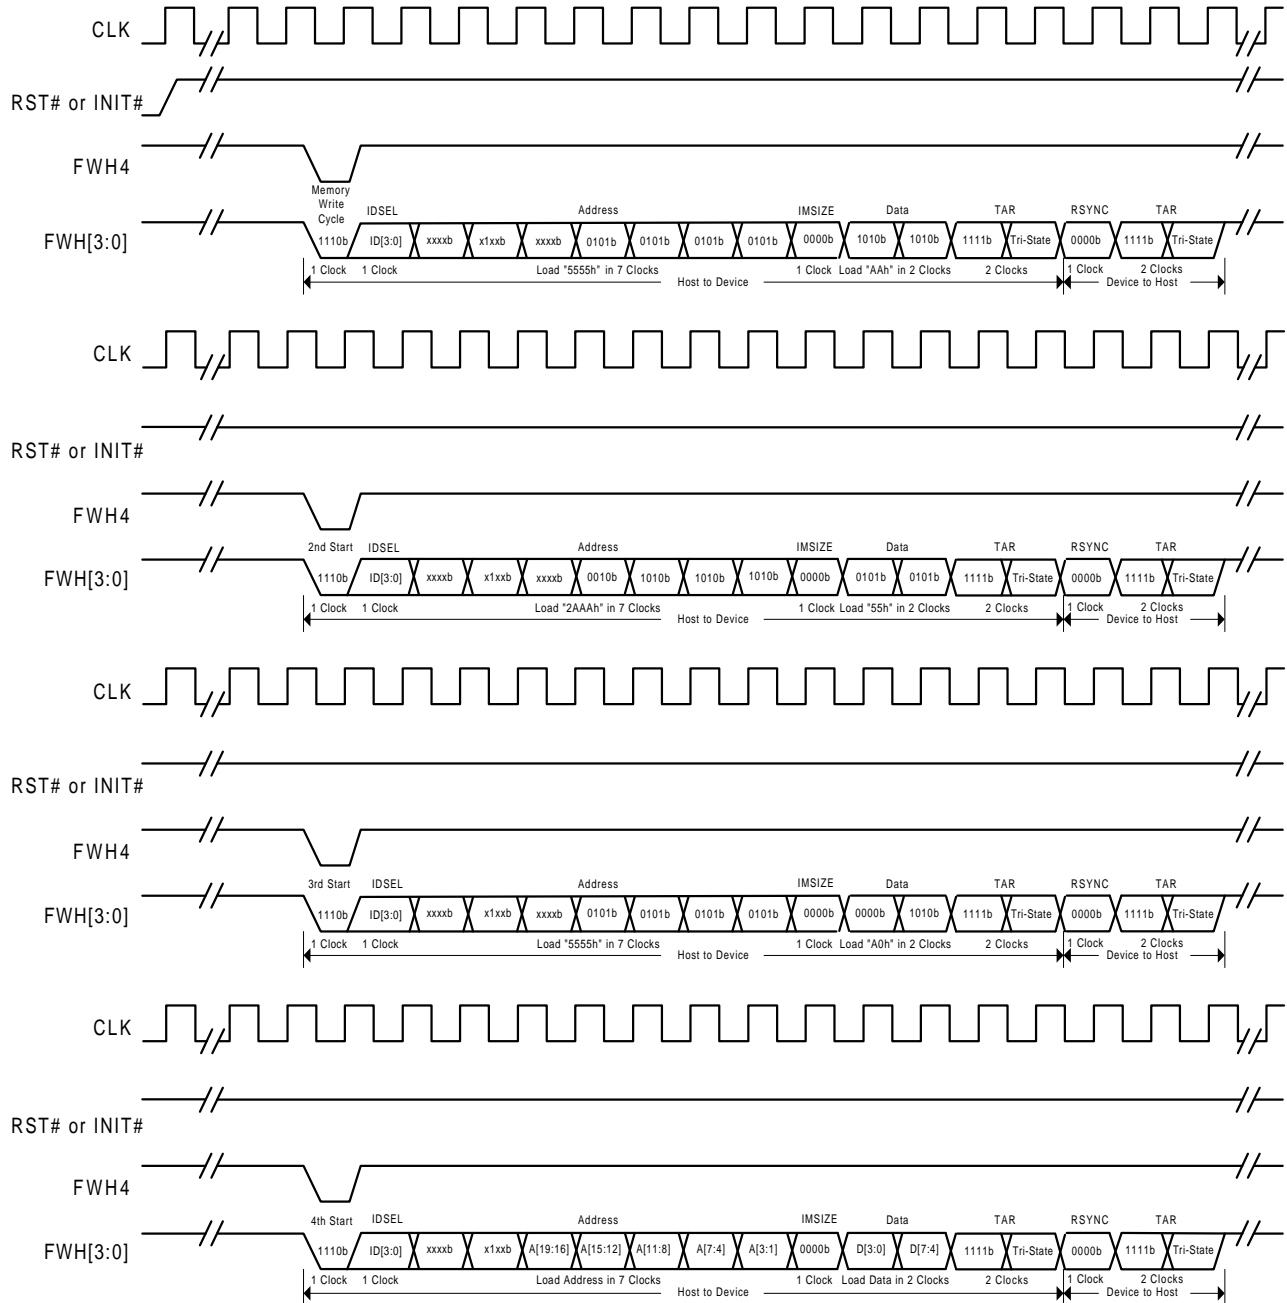 CLK
RST# or INIT#
FWH4
Memory
Write
Cycle
IDSEL Address IMSIZE Data TAR RSYNC TAR
FWH[3:0] 1110b ID[3:0] xxxxb x1xxb xxxxb 0101b 0101b 0101b 0101b 0000b 1010b 1010b 1111b Tri-State 0000b 1111b Tri-State
1 Clock 1 Clock Load "5555h" in 7 Clocks 1 Clock Load "AAh" in 2 Clocks 2 Clocks 1 Clock 2 Clocks
Host to Device Device to Host
CLK
RST# or INIT#
FWH4
2nd Start IDSEL Address IMSIZE Data TAR RSYNC TAR
FWH[3:0] 1110b ID[3:0] xxxxb x1xxb xxxxb 0010b 1010b 1010b 1010b 0000b 0101b 0101b 1111b Tri-State 0000b 1111b Tri-State
1 Clock 1 Clock Load "2AAAh" in 7 Clocks 1 Clock Load "55h" in 2 Clocks 2 Clocks 1 Clock 2 Clocks
Host to Device Device to Host
CLK
RST# or INIT#
FWH4
3rd Start IDSEL Address IMSIZE Data TAR RSYNC TAR
FWH[3:0] 1110b ID[3:0] xxxxb x1xxb xxxxb 0101b 0101b 0101b 0101b 0000b 0000b 1010b 1111b Tri-State 0000b 1111b Tri-State
1 Clock 1 Clock Load "5555h" in 7 Clocks 1 Clock Load "A0h" in 2 Clocks 2 Clocks 1 Clock 2 Clocks
Host to Device Device to Host
CLK
RST# or INIT#
FWH4
4th Start IDSEL Address IMSIZE Data TAR RSYNC TAR
FWH[3:0] 1110b ID[3:0] xxxxb x1xxb A[19:16] A[15:12] A[11:8] A[7:4] A[3:1] 0000b D[3:0] D[7:4] 1111b Tri-State 0000b 1111b Tri-State
1 Clock 1 Clock Load Address in 7 Clocks 1 Clock Load Data in 2 Clocks 2 Clocks 1 Clock 2 Clocks
Host to Device Device to Host